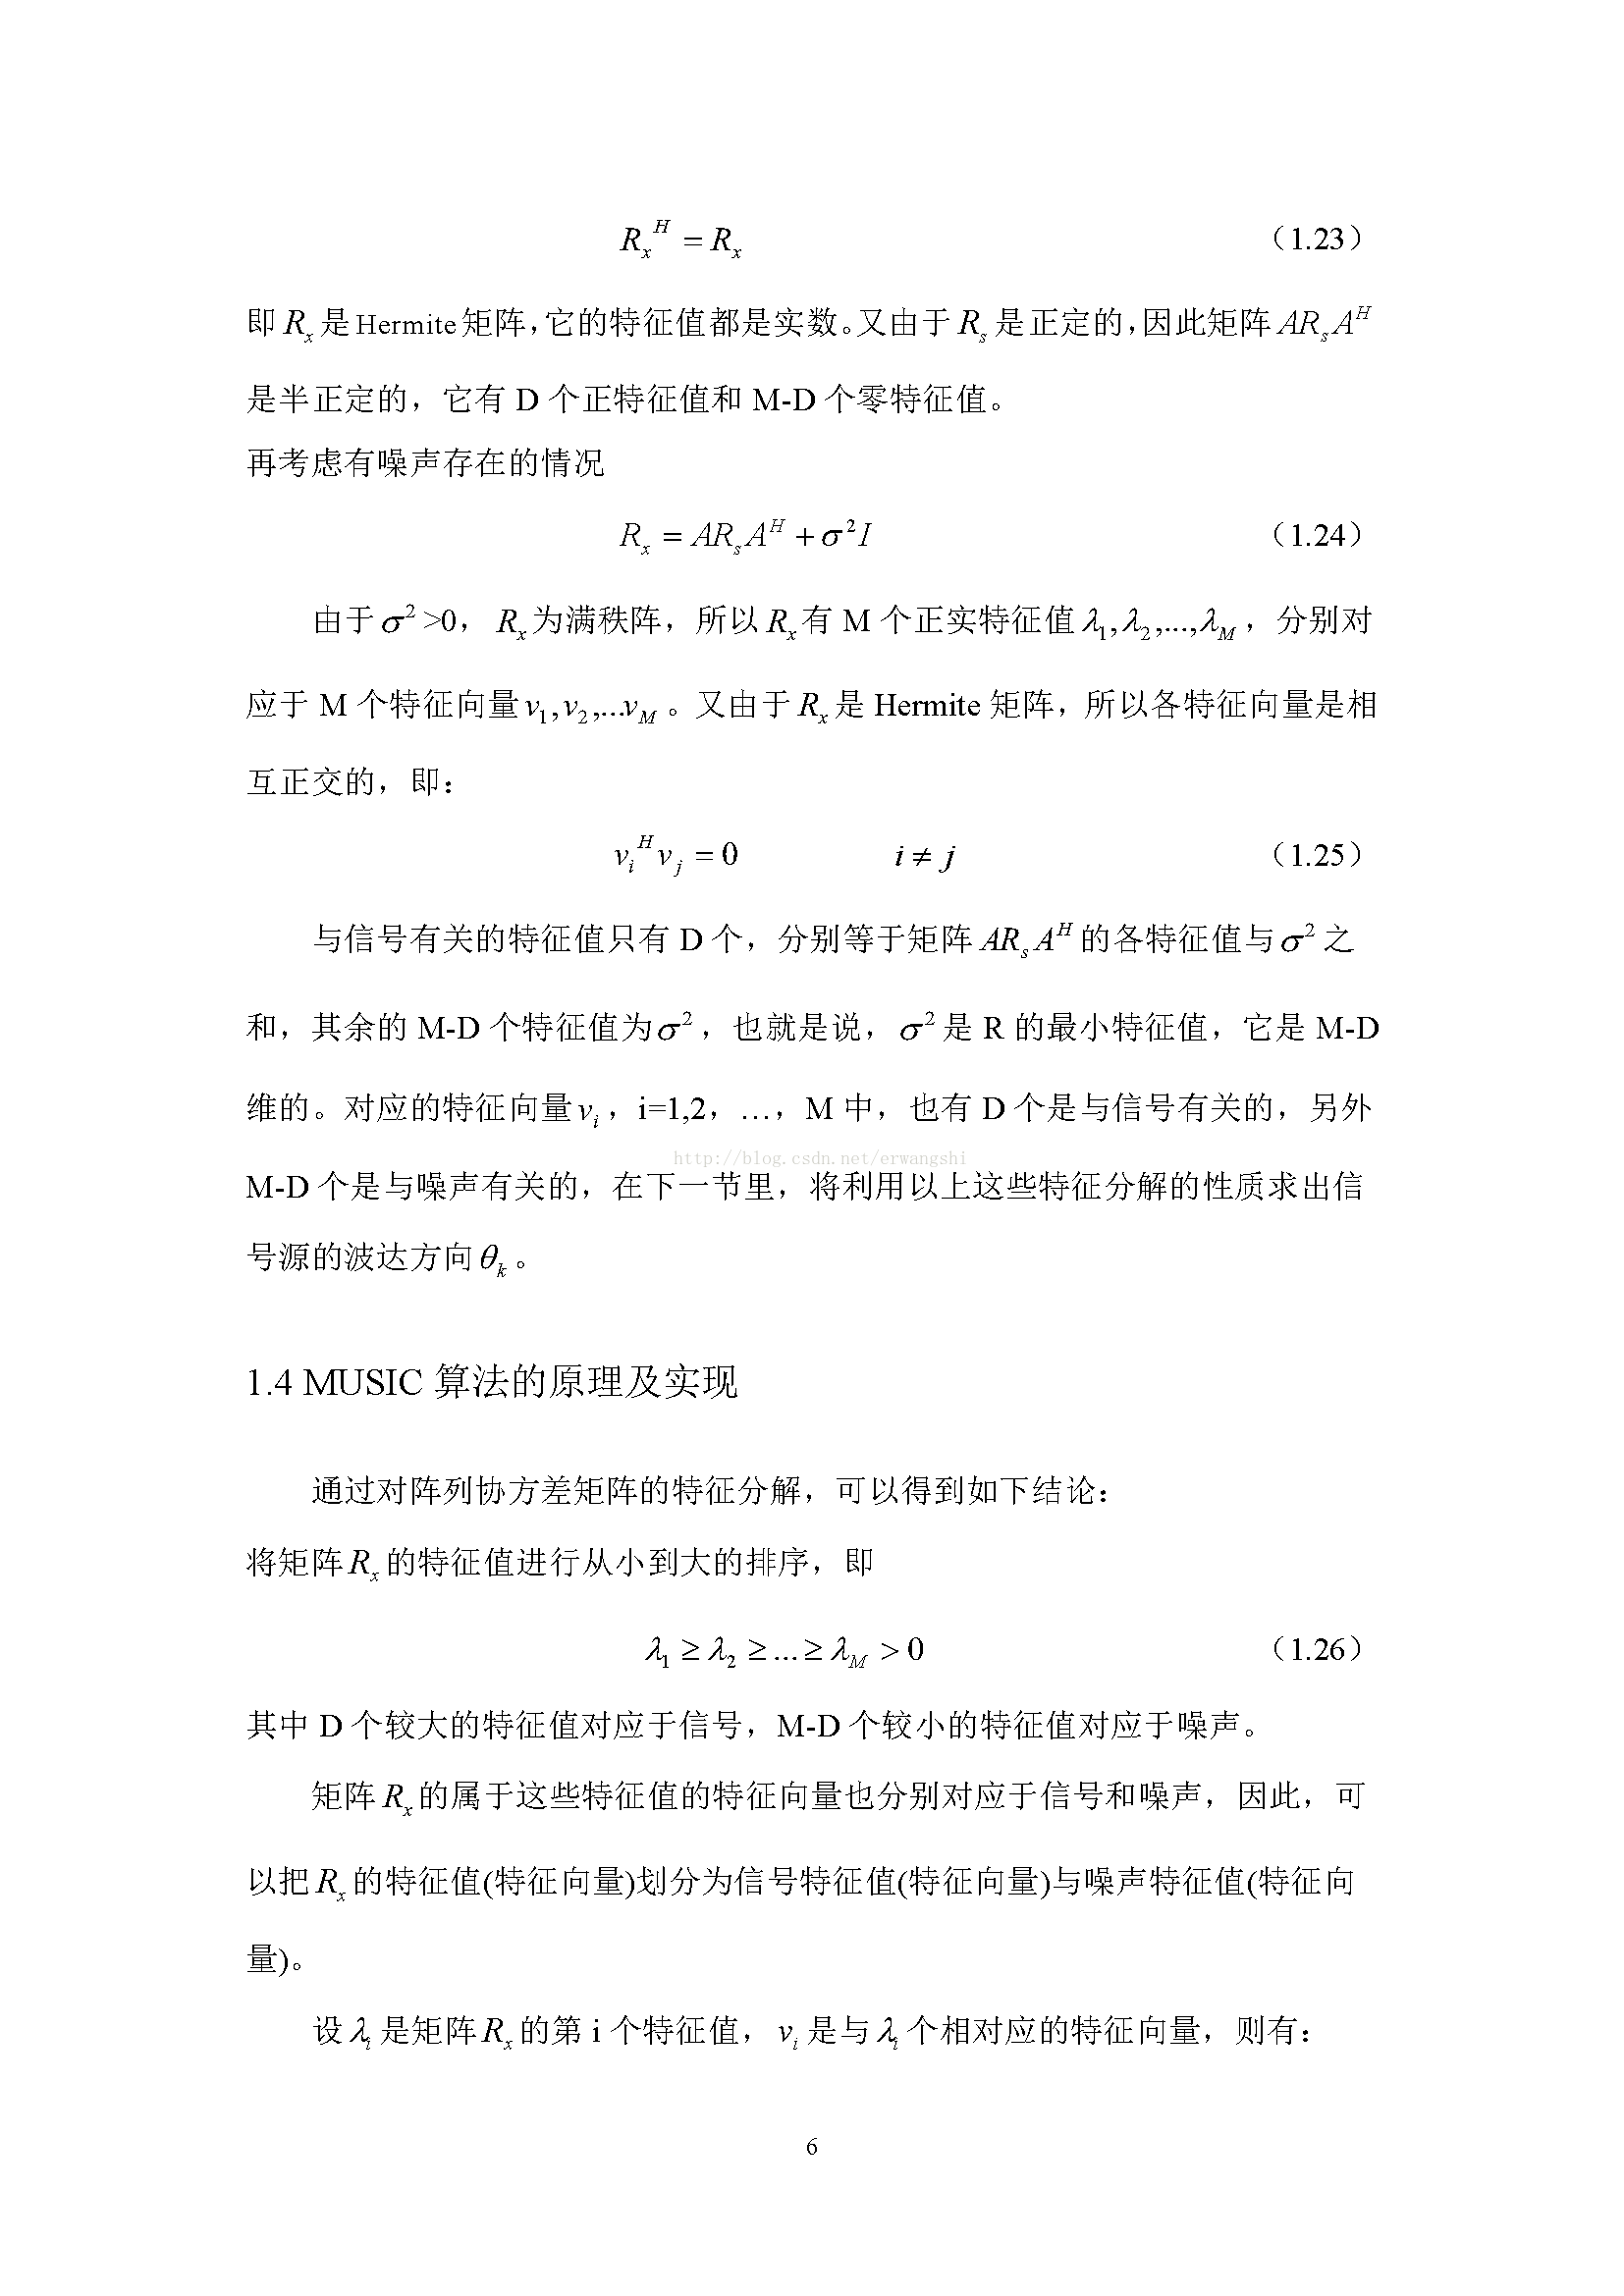 R_x^H = R_x （1.23）
即 R_x 是Hermite矩阵，它的特征值都是实数。又由于 R_s 是正定的，因此矩阵 AR_sA^H
是半正定的，它有 D 个正特征值和 M-D 个零特征值。
再考虑有噪声存在的情况
R_x = AR_sA^H + σ^2I （1.24）
由于 σ^2 >0， R_x 为满秩阵，所以 R_x 有 M 个正实特征值 λ_1,λ_2,...,λ_M ，分别对
应于 M 个特征向量 v_1,v_2,...v_M 。又由于 R_x 是 Hermite 矩阵，所以各特征向量是相
互正交的，即：
v_i^H v_j = 0 i ≠ j （1.25）
与信号有关的特征值只有 D 个，分别等于矩阵 AR_sA^H 的各特征值与 σ^2 之
和，其余的 M-D 个特征值为 σ^2 ，也就是说， σ^2 是 R 的最小特征值，它是 M-D
维的。对应的特征向量 v_i ，i=1,2，…，M 中，也有 D 个是与信号有关的，另外
http://blog.csdn.net/erwangshi
M-D 个是与噪声有关的，在下一节里，将利用以上这些特征分解的性质求出信
号源的波达方向 θ_k 。
1.4 MUSIC 算法的原理及实现
通过对阵列协方差矩阵的特征分解，可以得到如下结论：
将矩阵 R_x 的特征值进行从小到大的排序，即
λ_1 ≥ λ_2 ≥ ... ≥ λ_M > 0 （1.26）
其中 D 个较大的特征值对应于信号，M-D 个较小的特征值对应于噪声。
矩阵 R_x 的属于这些特征值的特征向量也分别对应于信号和噪声，因此，可
以把 R_x 的特征值(特征向量)划分为信号特征值(特征向量)与噪声特征值(特征向
量)。
设 λ_i 是矩阵 R_x 的第 i 个特征值， v_i 是与 λ_i 个相对应的特征向量，则有：
6